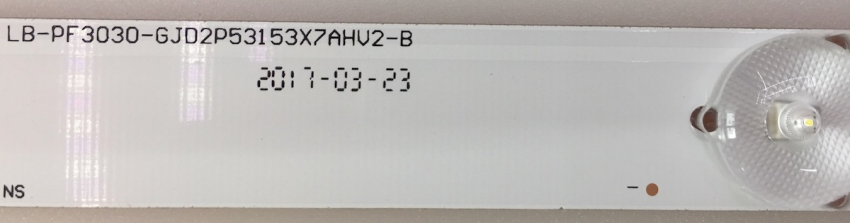 LB-PF3030-GJD2P53153X7AHV2-B
2017-03-23
NS
-